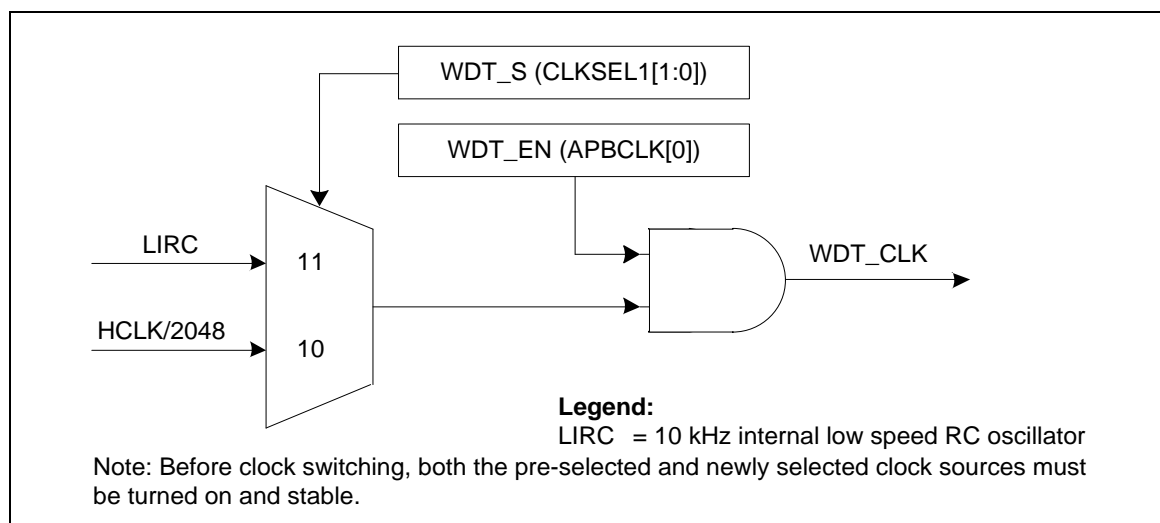 WDT_S (CLKSEL1[1:0])
WDT_EN (APBCLK[0])
LIRC
11
WDT_CLK
HCLK/2048
10
Legend:
LIRC = 10 kHz internal low speed RC oscillator
Note: Before clock switching, both the pre-selected and newly selected clock sources must
be turned on and stable.